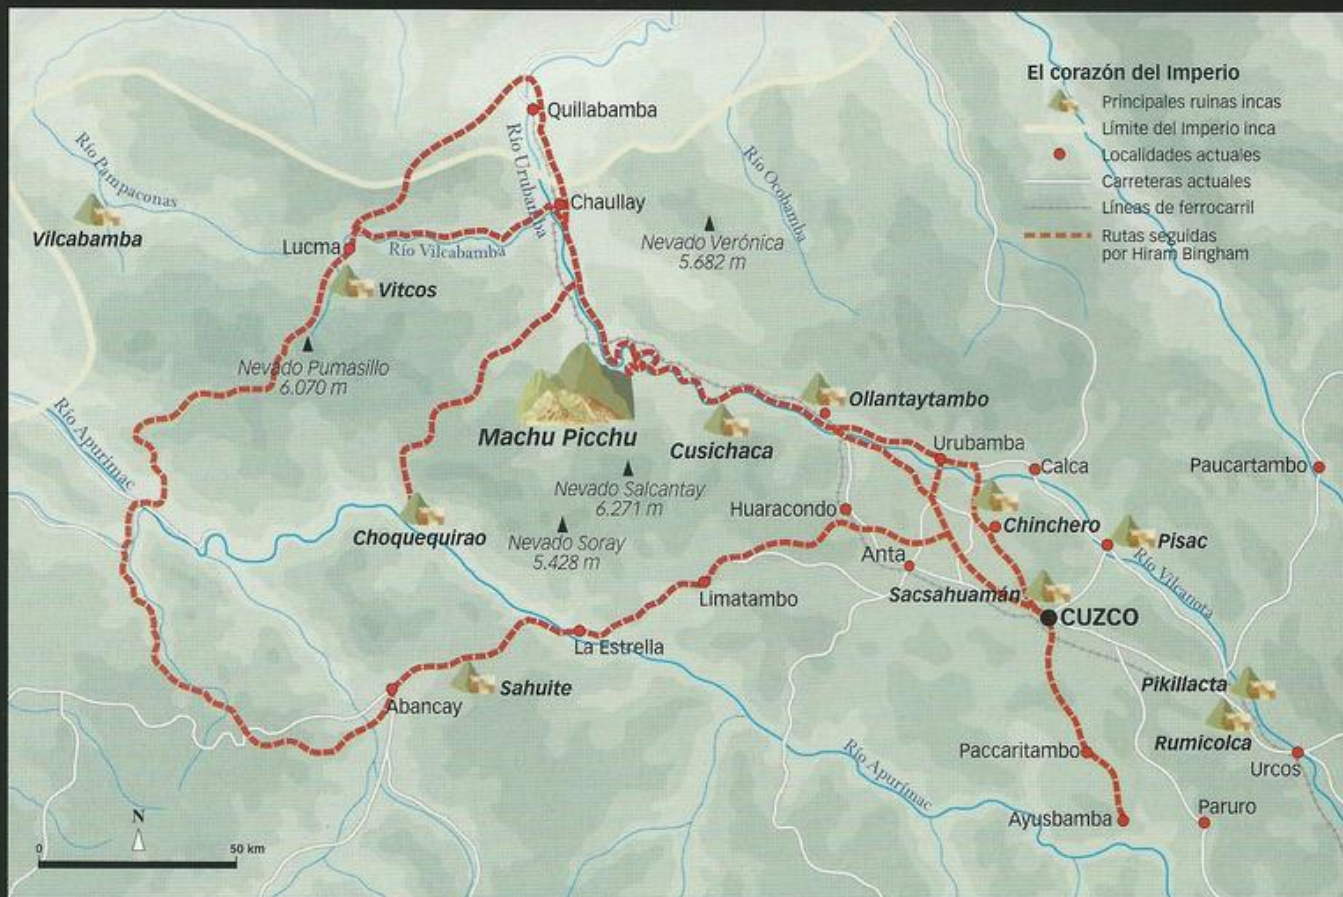 El corazón del Imperio
Principales ruinas incas
Límite del Imperio inca
Localidades actuales
Carreteras actuales
Líneas de ferrocarril
Rutas seguidas
por Hiram Bingham
Quillabamba
Río Urubamba
Río Pampaconas
Río Ocobamba
Chaullay
Vilcabamba
Lucma
Río Vilcabamba
Nevado Verónica
5.682 m
Vitcos
Nevado Pumasillo
6.070 m
Río Apurímac
Machu Picchu
Ollantaytambo
Cusichaca
Urubamba
Calca
Paucartambo
Nevado Salcantay
6.271 m
Huaracondo
Chinchero
Choquequirao
Nevado Soray
5.428 m
Pisac
Anta
Río Vilcanota
Limatambo
Sacsahuamán
CUZCO
La Estrella
Sahuite
Pikillacta
Abancay
Rumicolca
Paccaritambo
Urcos
Río Apurímac
Ayusbamba
Paruro
N
0
50 km